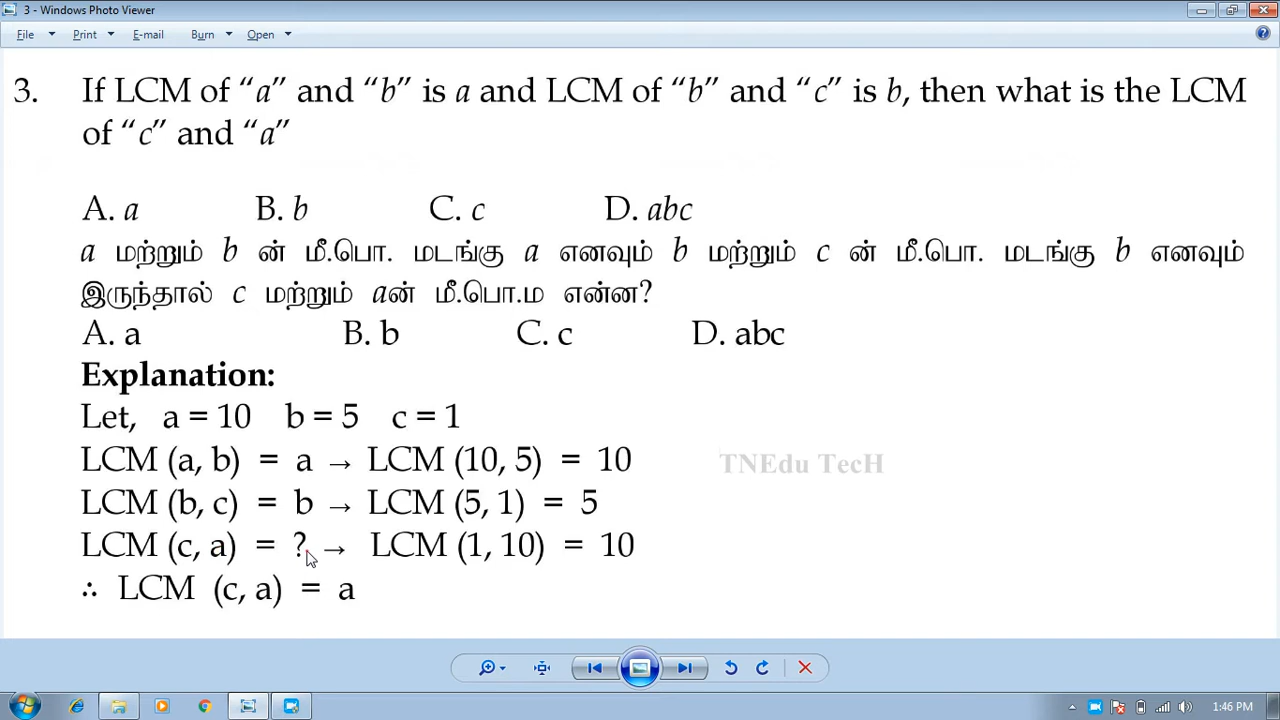 3 - Windows Photo Viewer
File Print E-mail Burn Open
3. If LCM of “a” and “b” is a and LCM of “b” and “c” is b, then what is the LCM
of “c” and “a”
A. a B. b C. c D. abc
a மற்றும் b ன் மீ.பொ. மடங்கு a எனவும் b மற்றும் c ன் மீ.பொ. மடங்கு b எனவும்
இருந்தால் c மற்றும் aன் மீ.பொ.ம என்ன?
A. a B. b C. c D. abc
Explanation:
Let, a = 10 b = 5 c = 1
LCM (a, b) = a → LCM (10, 5) = 10
TNEdu TecH
LCM (b, c) = b → LCM (5, 1) = 5
LCM (c, a) = ? → LCM (1, 10) = 10
∴ LCM (c, a) = a
1:46 PM